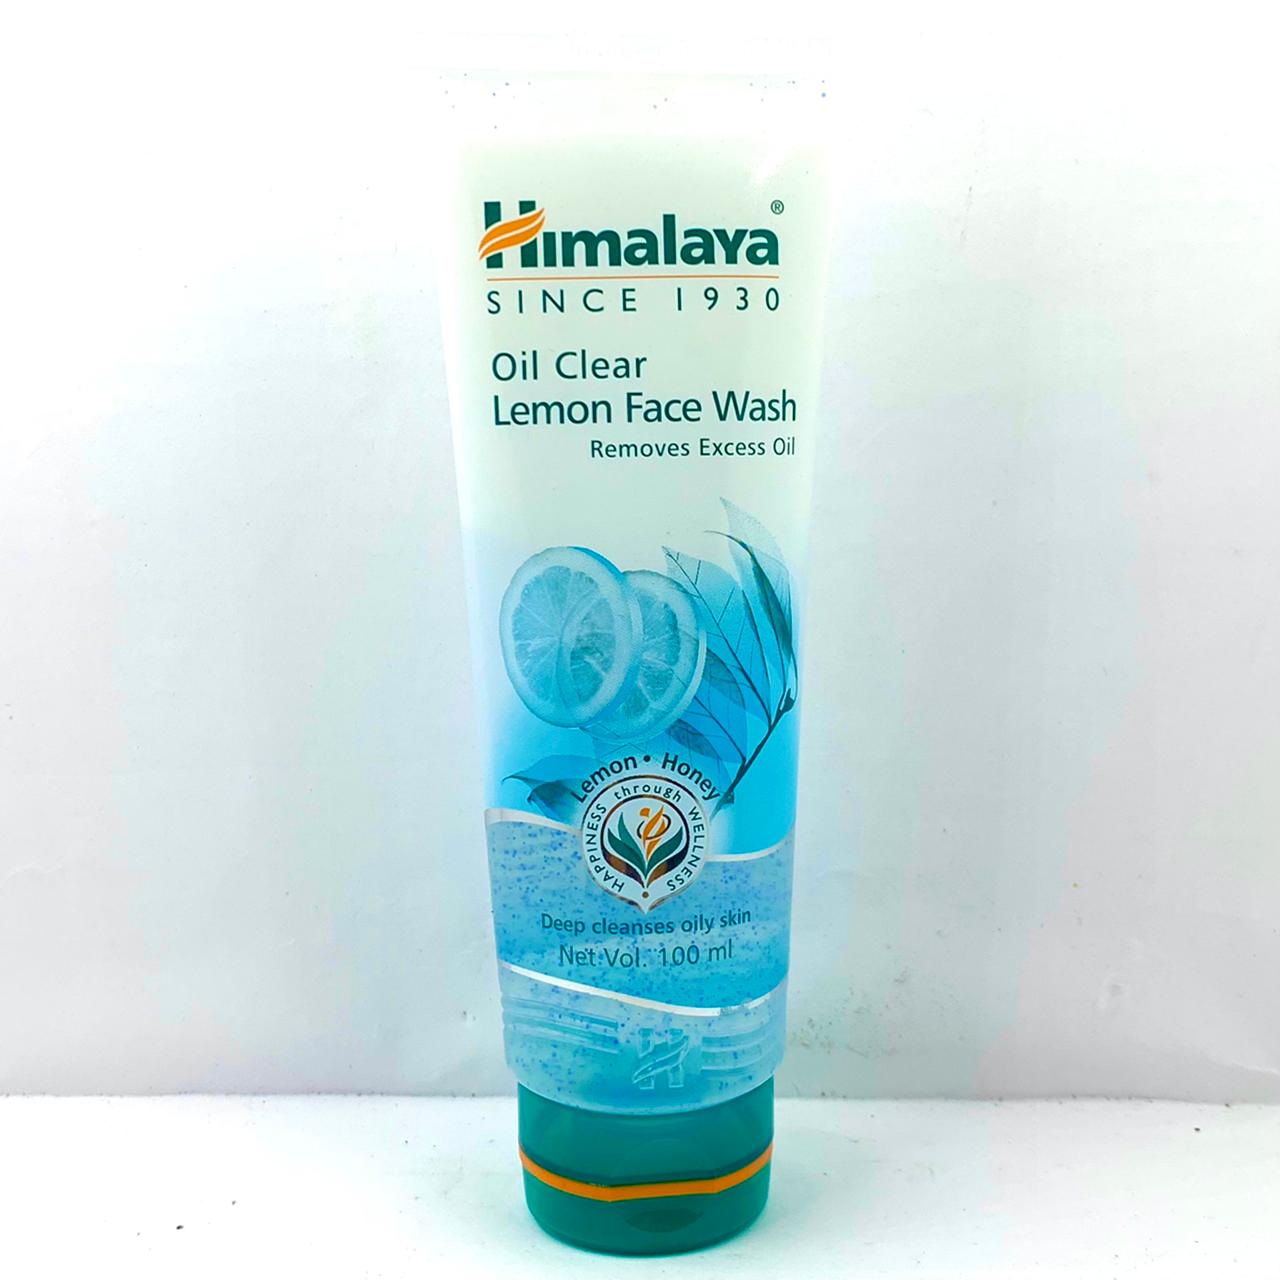 Himalaya®
SINCE 1930
Oil Clear
Lemon Face Wash
Removes Excess Oil
Lemon • Honey
HAPPINESS through WELLNESS
Deep cleanses oily skin
Net Vol. 100 ml
H